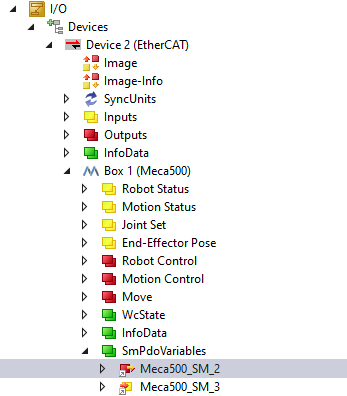 I/O
Devices
Device 2 (EtherCAT)
Image
Image-Info
SyncUnits
Inputs
Outputs
InfoData
Box 1 (Meca500)
Robot Status
Motion Status
Joint Set
End-Effector Pose
Robot Control
Motion Control
Move
WcState
InfoData
SmPdoVariables
Meca500_SM_2
Meca500_SM_3